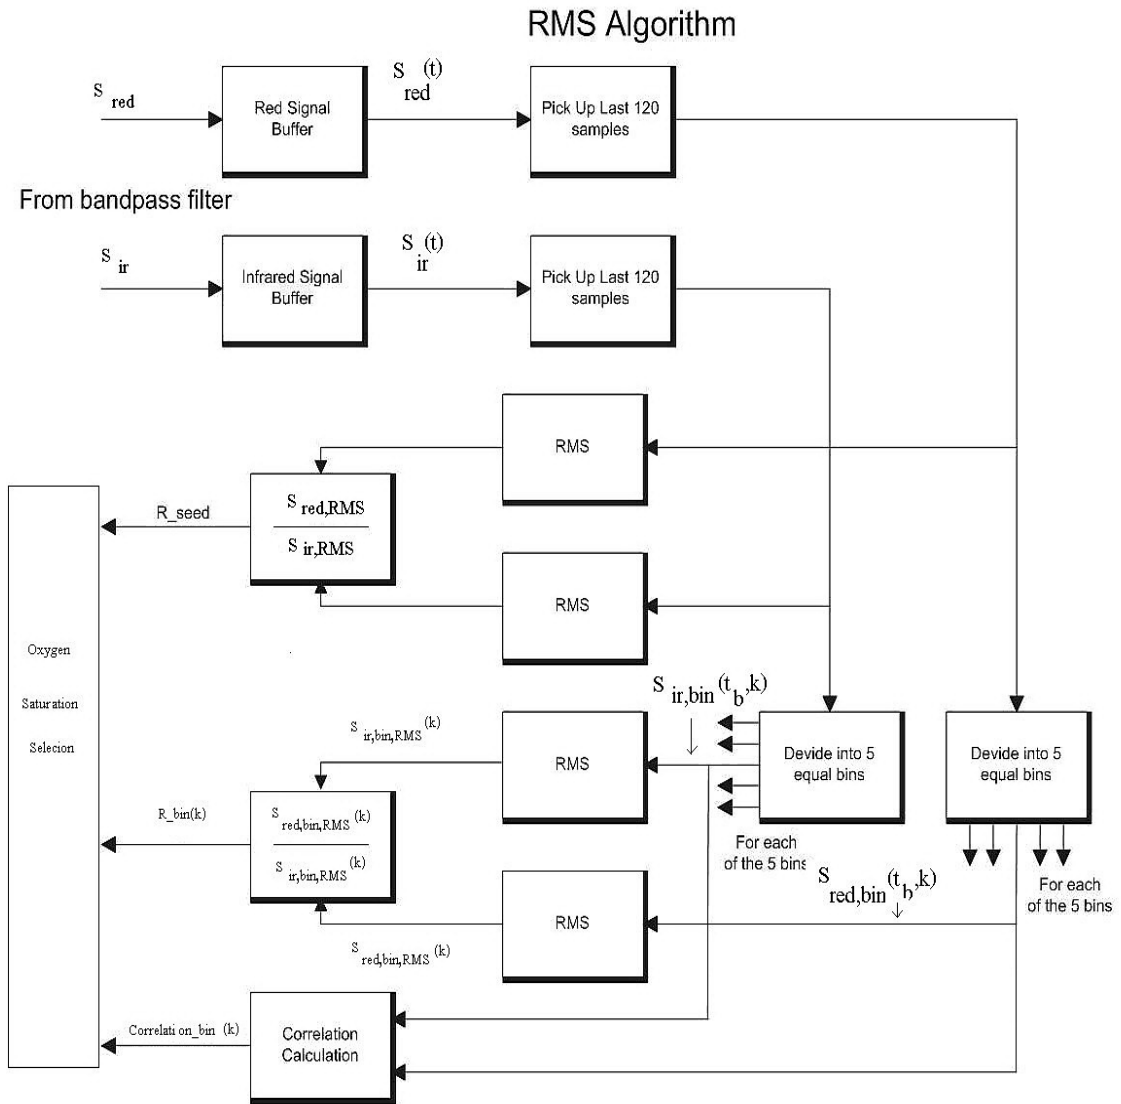 RMS Algorithm
S red
Red Signal
Buffer
S red (t)
Pick Up Last 120
samples
From bandpass filter
S ir
Infrared Signal
Buffer
S ir (t)
Pick Up Last 120
samples
RMS
R_seed
S red,RMS
S ir,RMS
RMS
Oxygen
Saturation
Selecion
S ir,bin (t b ,k)
S ir,bin,RMS (k)
RMS
Devide into 5
equal bins
Devide into 5
equal bins
R_bin(k)
S red,bin,RMS (k)
S ir,bin,RMS (k)
For each
of the 5 bins
S red,bin (t b ,k)
For each
of the 5 bins
RMS
S red,bin,RMS (k)
Correlation_bin (k)
Correlation
Calculation